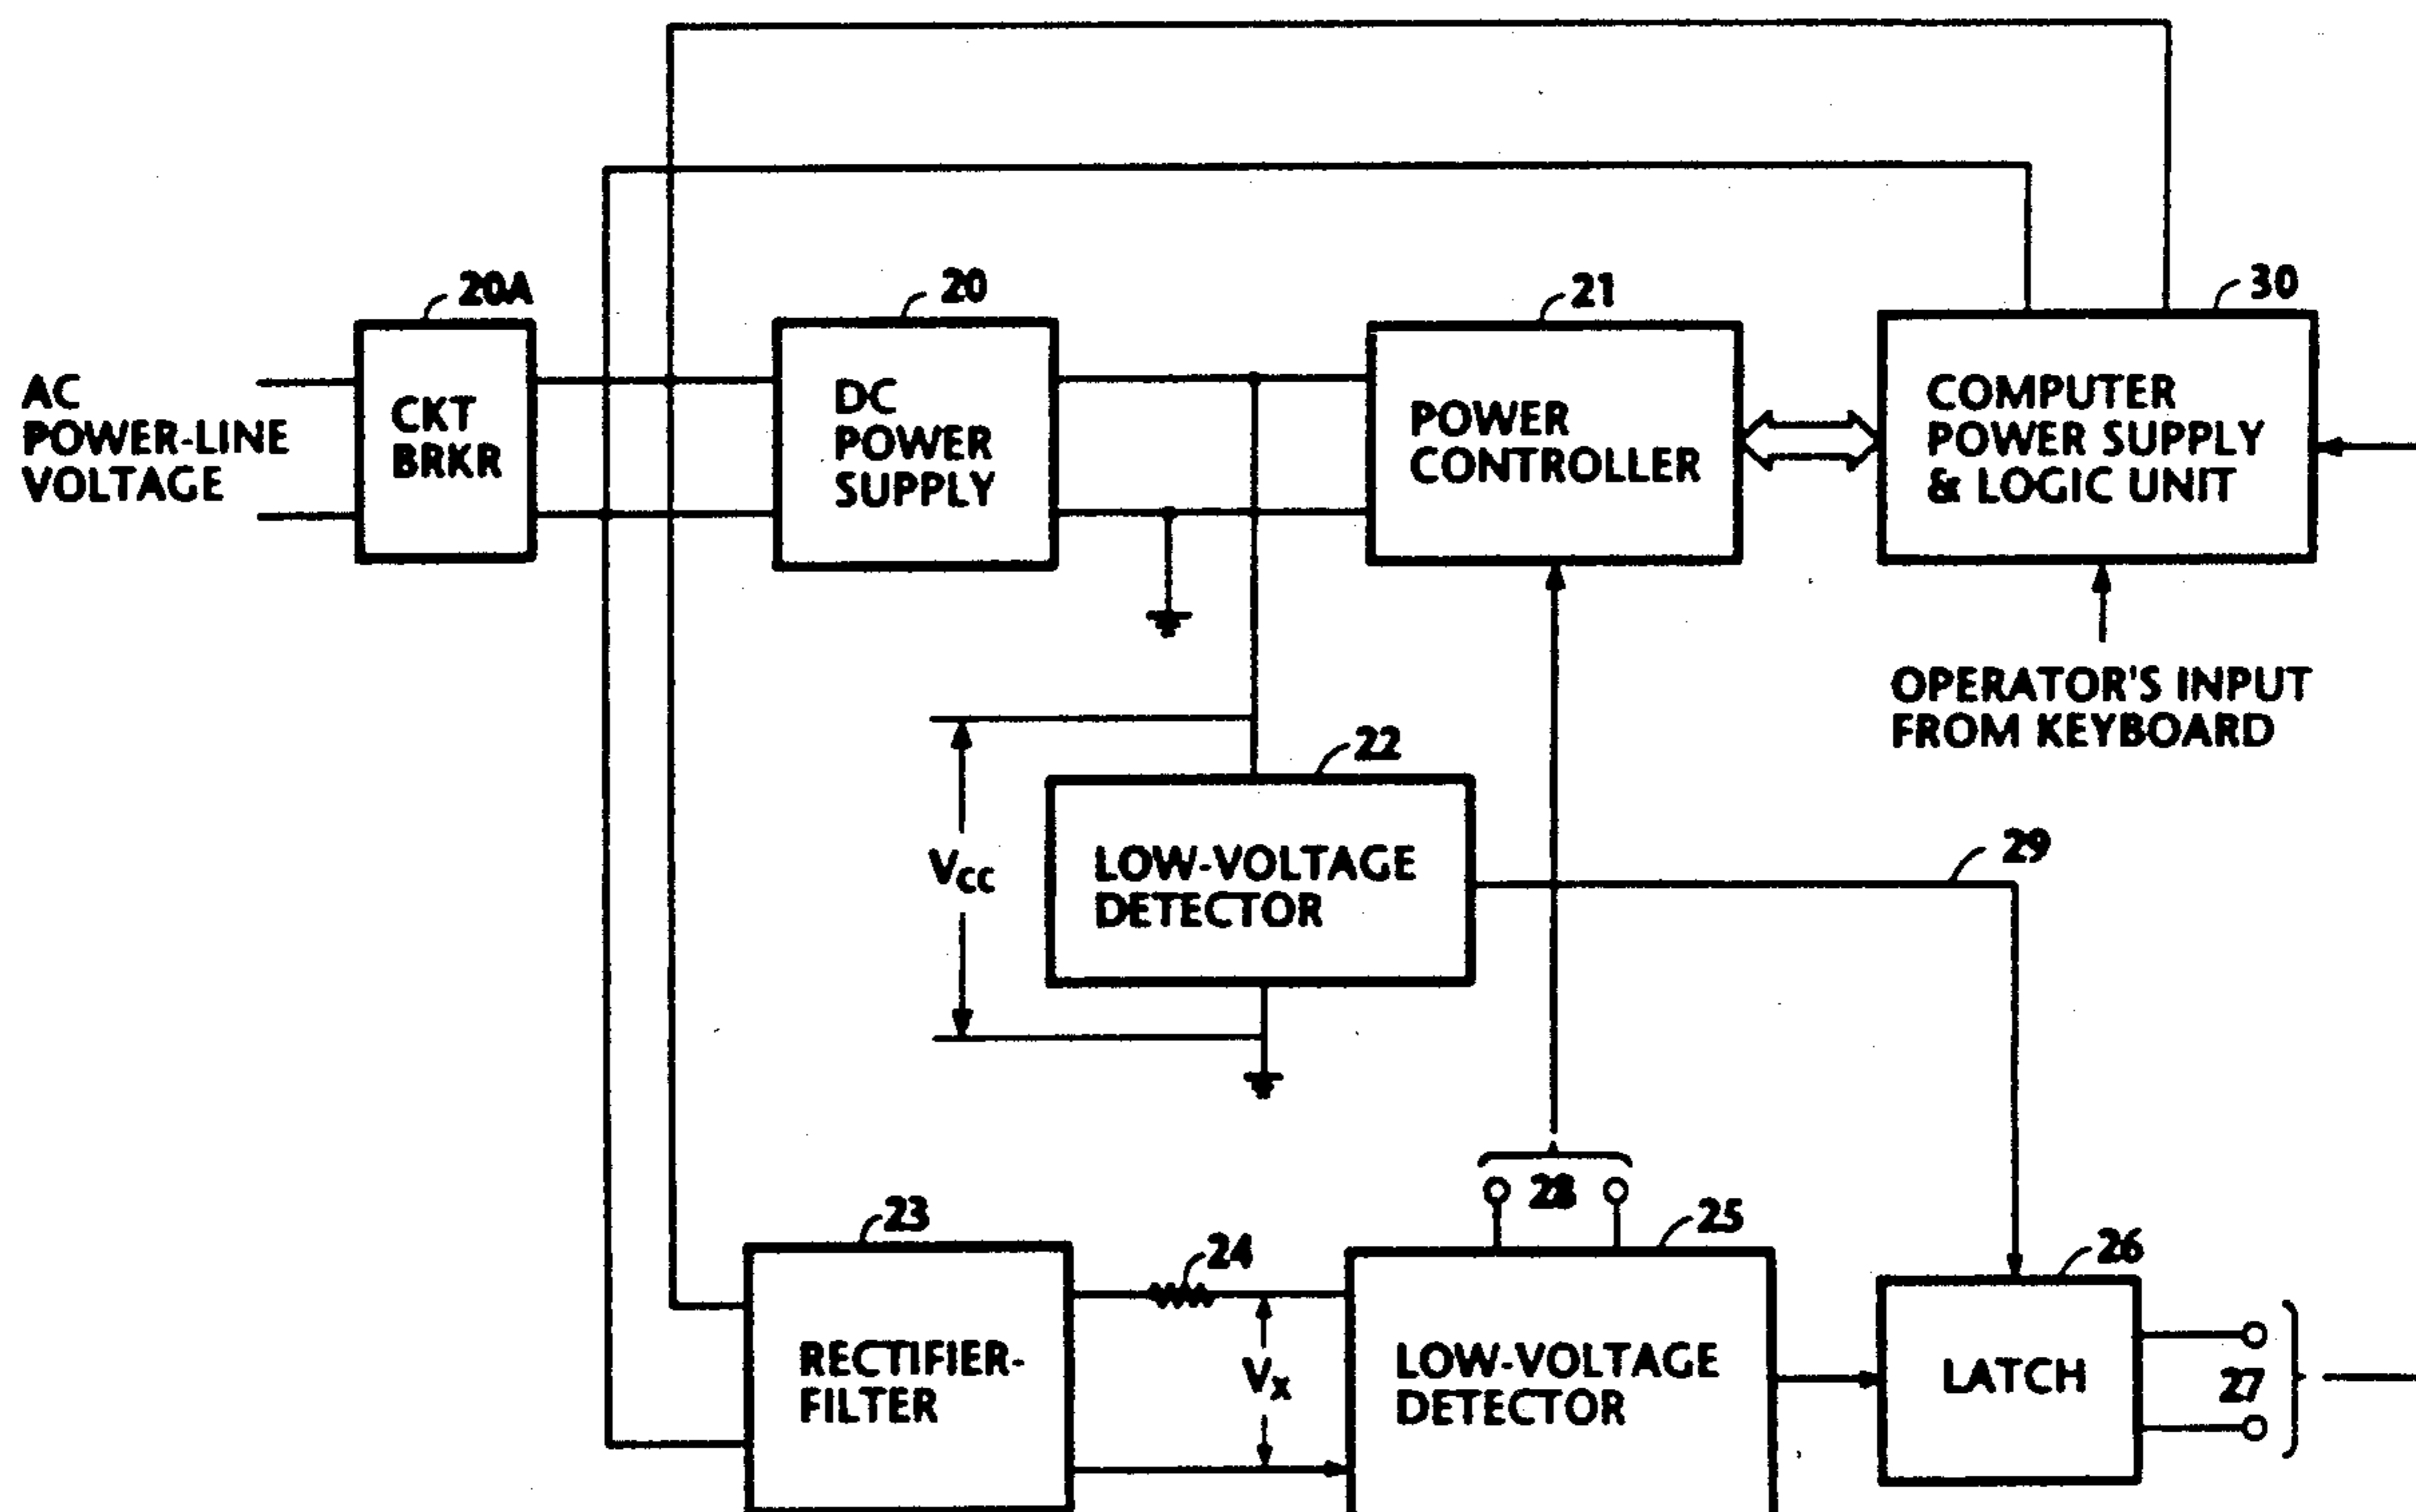 20A
20
21
30
AC
POWER-LINE
VOLTAGE
CKT
BRKR
DC
POWER
SUPPLY
POWER
CONTROLLER
COMPUTER
POWER SUPPLY
& LOGIC UNIT
OPERATOR'S INPUT
FROM KEYBOARD
22
VCC
LOW-VOLTAGE
DETECTOR
29
28
23
24
25
26
RECTIFIER-
FILTER
VX
LOW-VOLTAGE
DETECTOR
LATCH
27